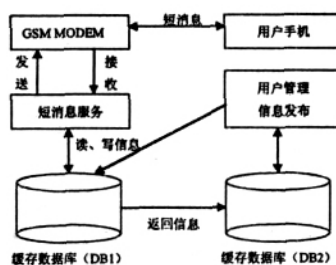 短消息
GSM MODEM
用户手机
发送
接收
用户管理
信息发布
短消息服务
读、写信息
返回信息
缓存数据库（DB1）
缓存数据库（DB2）